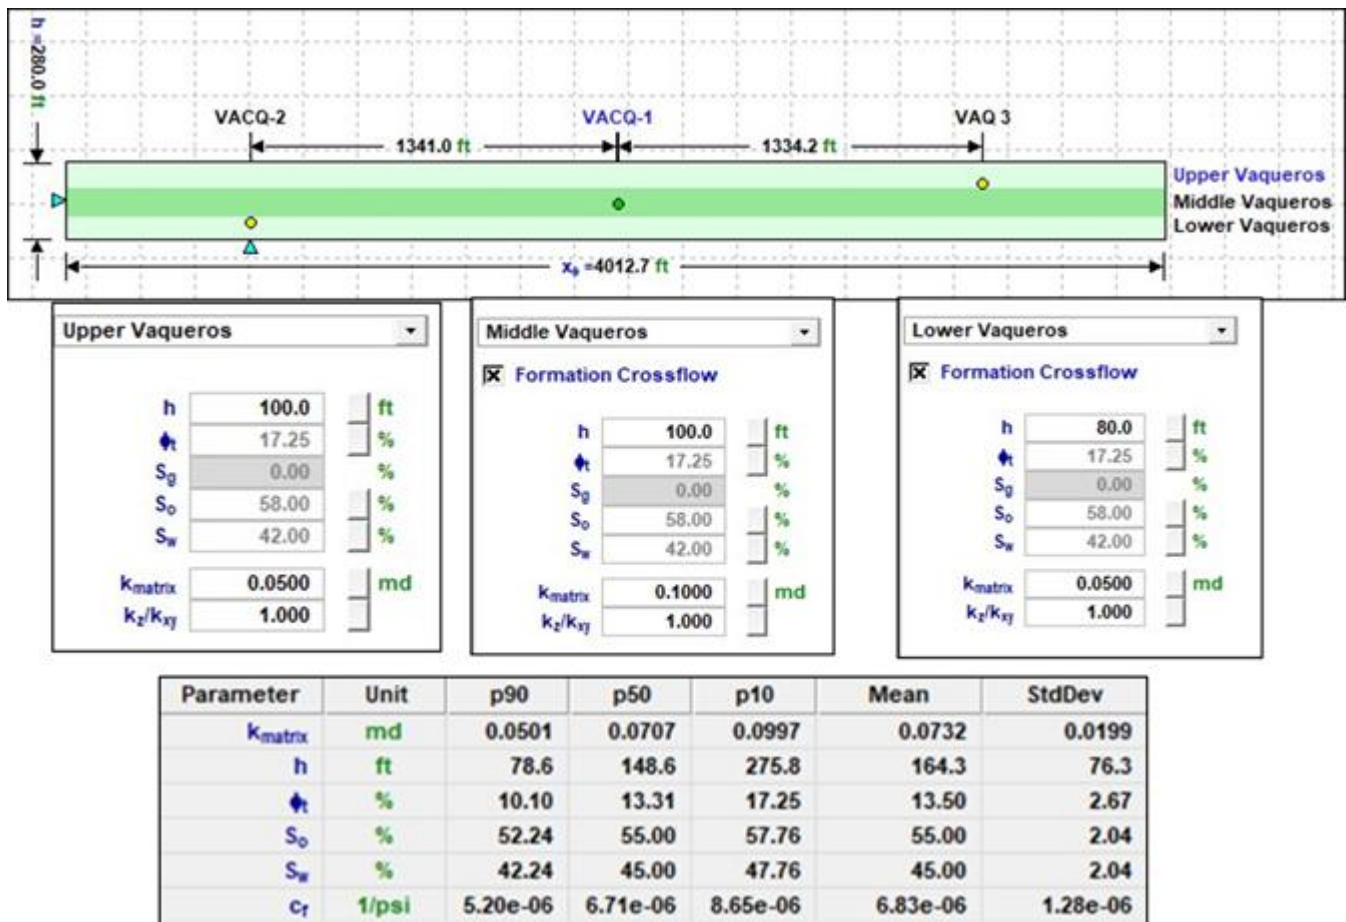 h = 280.0 ft
VACQ-2 VACQ-1 VAQ 3
1341.0 ft 1334.2 ft
Upper Vaqueros
Middle Vaqueros
Lower Vaqueros
xₑ =4012.7 ft
Upper Vaqueros
h 100.0 ft
ϕt 17.25 %
Sg 0.00 %
So 58.00 %
Sw 42.00 %
kmatrix 0.0500 md
kz/kxy 1.000
Middle Vaqueros
Formation Crossflow
h 100.0 ft
ϕt 17.25 %
Sg 0.00 %
So 58.00 %
Sw 42.00 %
kmatrix 0.1000 md
kz/kxy 1.000
Lower Vaqueros
Formation Crossflow
h 80.0 ft
ϕt 17.25 %
Sg 0.00 %
So 58.00 %
Sw 42.00 %
kmatrix 0.0500 md
kz/kxy 1.000
Parameter Unit p90 p50 p10 Mean StdDev
kmatrix md 0.0501 0.0707 0.0997 0.0732 0.0199
h ft 78.6 148.6 275.8 164.3 76.3
ϕt % 10.10 13.31 17.25 13.50 2.67
So % 52.24 55.00 57.76 55.00 2.04
Sw % 42.24 45.00 47.76 45.00 2.04
cf 1/psi 5.20e-06 6.71e-06 8.65e-06 6.83e-06 1.28e-06